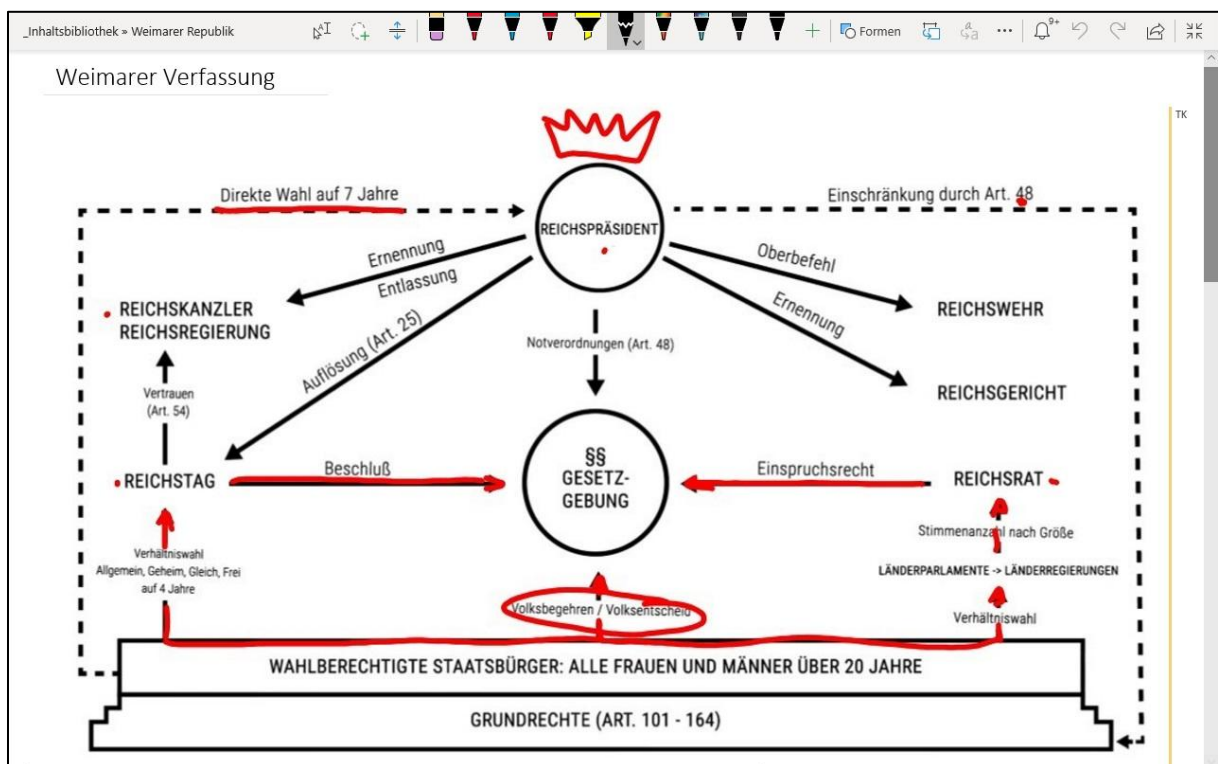 _Inhaltsbibliothek » Weimarer Republik
Formen
9+
Weimarer Verfassung
TK
Direkte Wahl auf 7 Jahre
Einschränkung durch Art. 48
REICHSPRÄSIDENT
Ernennung
Entlassung
Oberbefehl
Ernennung
REICHSKANZLER
REICHSREGIERUNG
Auflösung (Art. 25)
Notverordnungen (Art. 48)
REICHSWEHR
Vertrauen
(Art. 54)
REICHSGERICHT
§§
GESETZ-
GEBUNG
REICHSTAG
Beschluß
Einspruchsrecht
REICHSRAT
Verhältniswahl
Allgemein, Geheim, Gleich, Frei
auf 4 Jahre
Stimmenanzahl nach Größe
LÄNDERPARLAMENTE -> LÄNDERREGIERUNGEN
Verhältniswahl
Volksbegehren / Volksentscheid
WAHLBERECHTIGTE STAATSBÜRGER: ALLE FRAUEN UND MÄNNER ÜBER 20 JAHRE
GRUNDRECHTE (ART. 101 - 164)